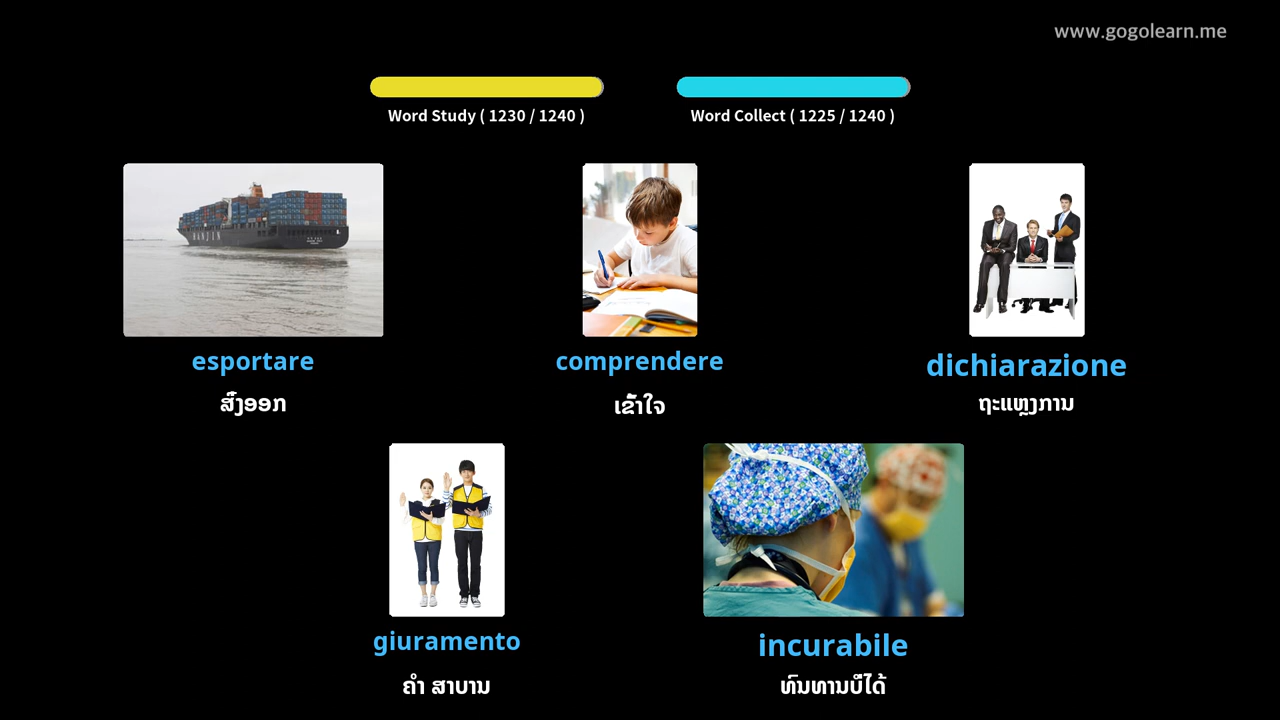 www.gogolearn.me
Word Study ( 1230 / 1240 )
Word Collect ( 1225 / 1240 )
HANJIN
esportare
ສົ່ງອອກ
comprendere
ເຂົ້າໃຈ
dichiarazione
ຖະແຫຼງການ
giuramento
ຄຳ ສາບານ
incurabile
ທົນທານບໍ່ໄດ້